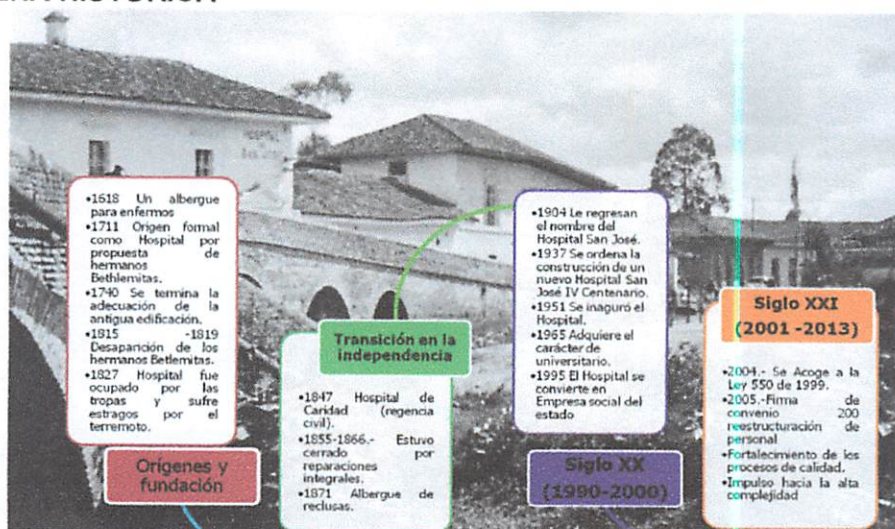 •1618 Un albergue
para enfermos
•1711 Origen formal
como Hospital por
propuesta de
hermanos
Bethlemitas.
•1740 Se termina la
adecuación de la
antigua edificación.
•1815 -1819
Desaparición de los
hermanos Betlemitas.
•1827 Hospital fue
ocupado por las
tropas y sufre
estragos por el
terremoto.
Orígenes y
fundación
Transición en la
independencia
•1847 Hospital de
Caridad (regencia
civil).
•1855-1866.- Estuvo
cerrado por
reparaciones
integrales.
•1871 Albergue de
reclusas.
•1904 Le regresan
el nombre del
Hospital San José.
•1937 Se ordena la
construcción de un
nuevo Hospital San
José IV Centenario.
•1951 Se inaguró el
Hospital.
•1965 Adquiere el
carácter de
universitario.
•1995 El Hospital se
convierte en
Empresa social del
estado
Siglo XX
(1990-2000)
Siglo XXI
(2001 -2013)
•2004.- Se Acoge a la
Ley 550 de 1999.
•2005.-Firma de
convenio 200
reestructuración de
personal
•Fortalecimiento de los
procesos de calidad.
•Impulso hacia la alta
complejidad